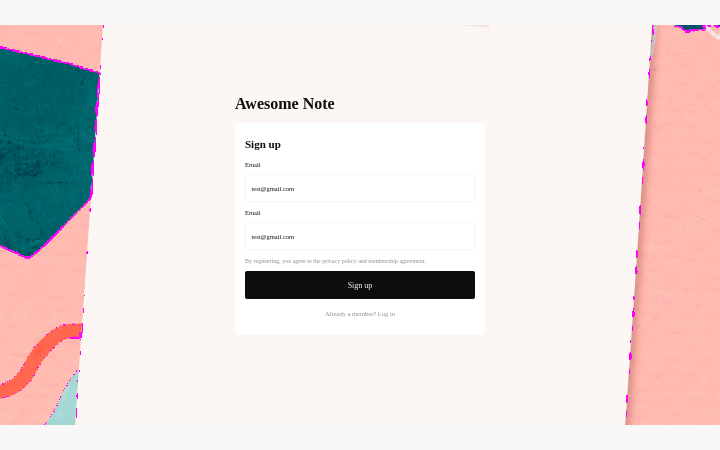 Awesome Note
Sign up
Email
test@gmail.com
Email
test@gmail.com
By registering, you agree to the privacy policy and membership agreement.
Sign up
Already a member? Log in